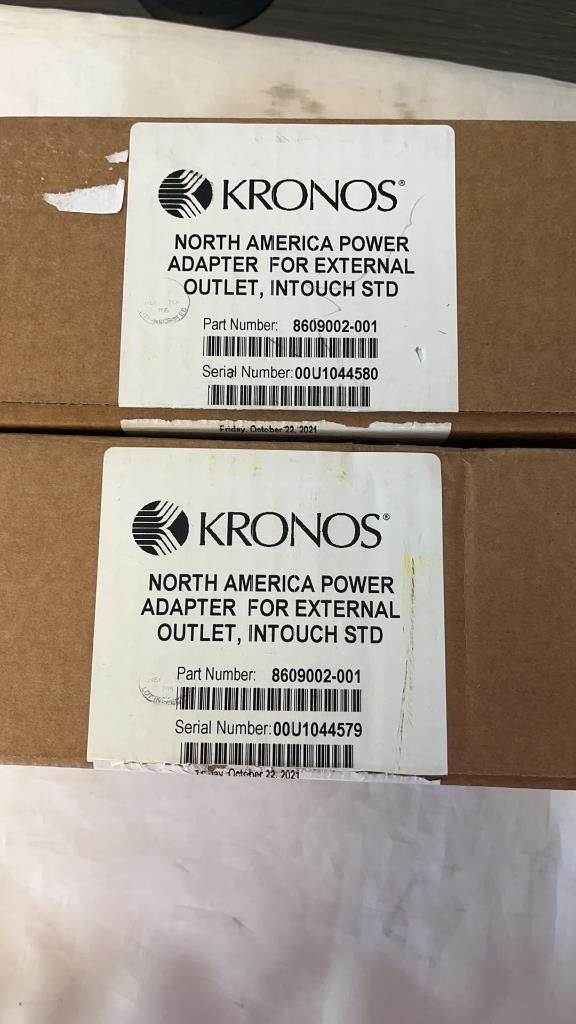 KRONOS®
NORTH AMERICA POWER
ADAPTER FOR EXTERNAL
OUTLET, INTOUCH STD
Part Number: 8609002-001
Serial Number: 00U1044580
Friday, October 22, 2021
KRONOS®
NORTH AMERICA POWER
ADAPTER FOR EXTERNAL
OUTLET, INTOUCH STD
Part Number: 8609002-001
Serial Number: 00U1044579
October 22, 2021